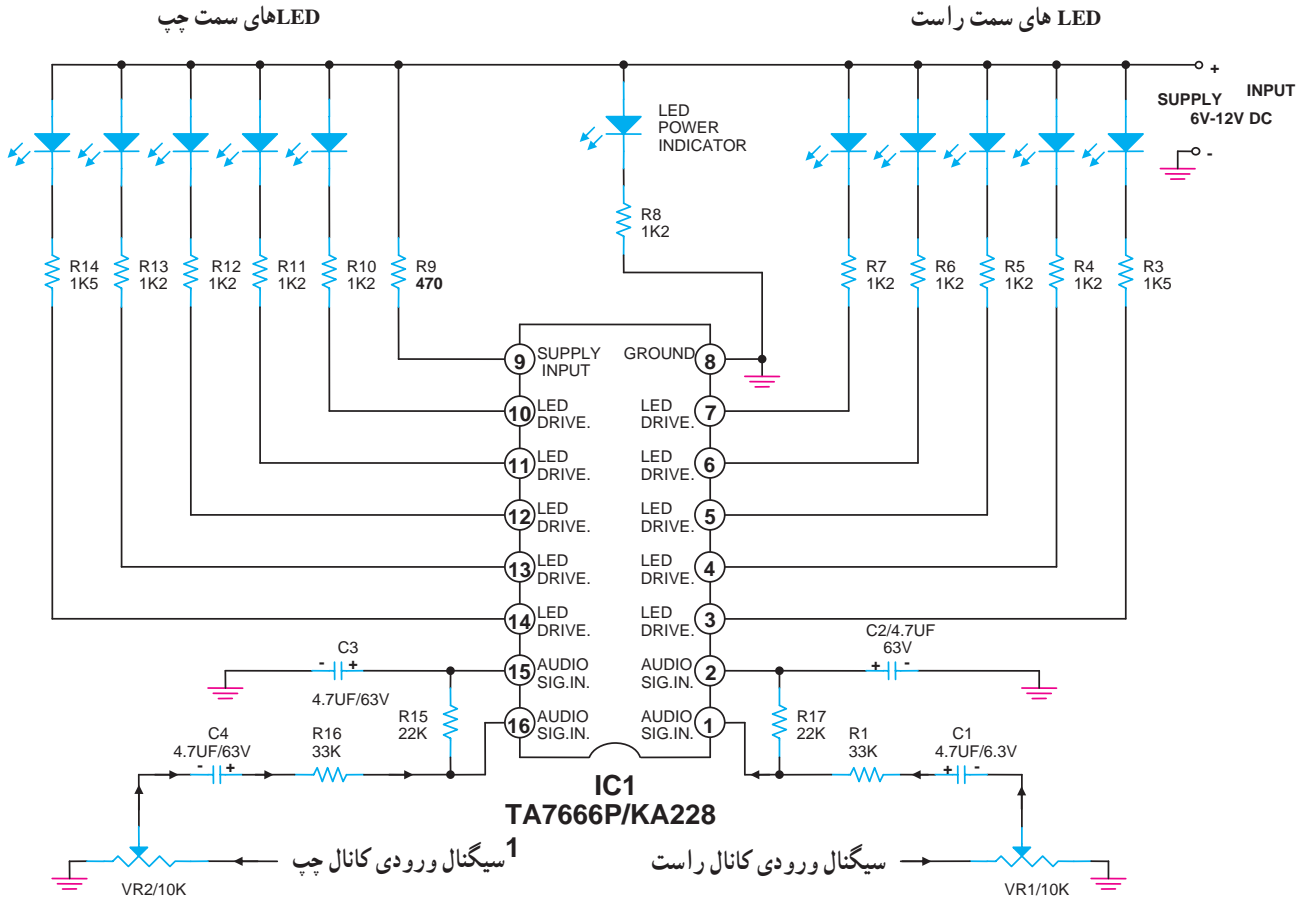 LEDهای سمت چپ
LED های سمت راست
+
SUPPLY INPUT
6V-12V DC
-
LED
POWER
INDICATOR
R14
1K5
R13
1K2
R12
1K2
R11
1K2
R10
1K2
R9
470
R8
1K2
R7
1K2
R6
1K2
R5
1K2
R4
1K2
R3
1K5
9 SUPPLY
INPUT
GROUND 8
10 LED
DRIVE.
LED 7
DRIVE.
11 LED
DRIVE.
LED 6
DRIVE.
12 LED
DRIVE.
LED 5
DRIVE.
13 LED
DRIVE.
LED 4
DRIVE.
14 LED
DRIVE.
LED 3
DRIVE.
15 AUDIO
SIG.IN.
AUDIO 2
SIG.IN.
16 AUDIO
SIG.IN.
AUDIO 1
SIG.IN.
C3
- +
4.7UF/63V
C2/4.7UF
63V
+ -
R15
22K
R17
22K
C4
4.7UF/63V
- +
R16
33K
R1
33K
C1
4.7UF/6.3V
+ -
IC1
TA7666P/KA228
1
سیگنال ورودی کانال چپ
سیگنال ورودی کانال راست
VR2/10K
VR1/10K